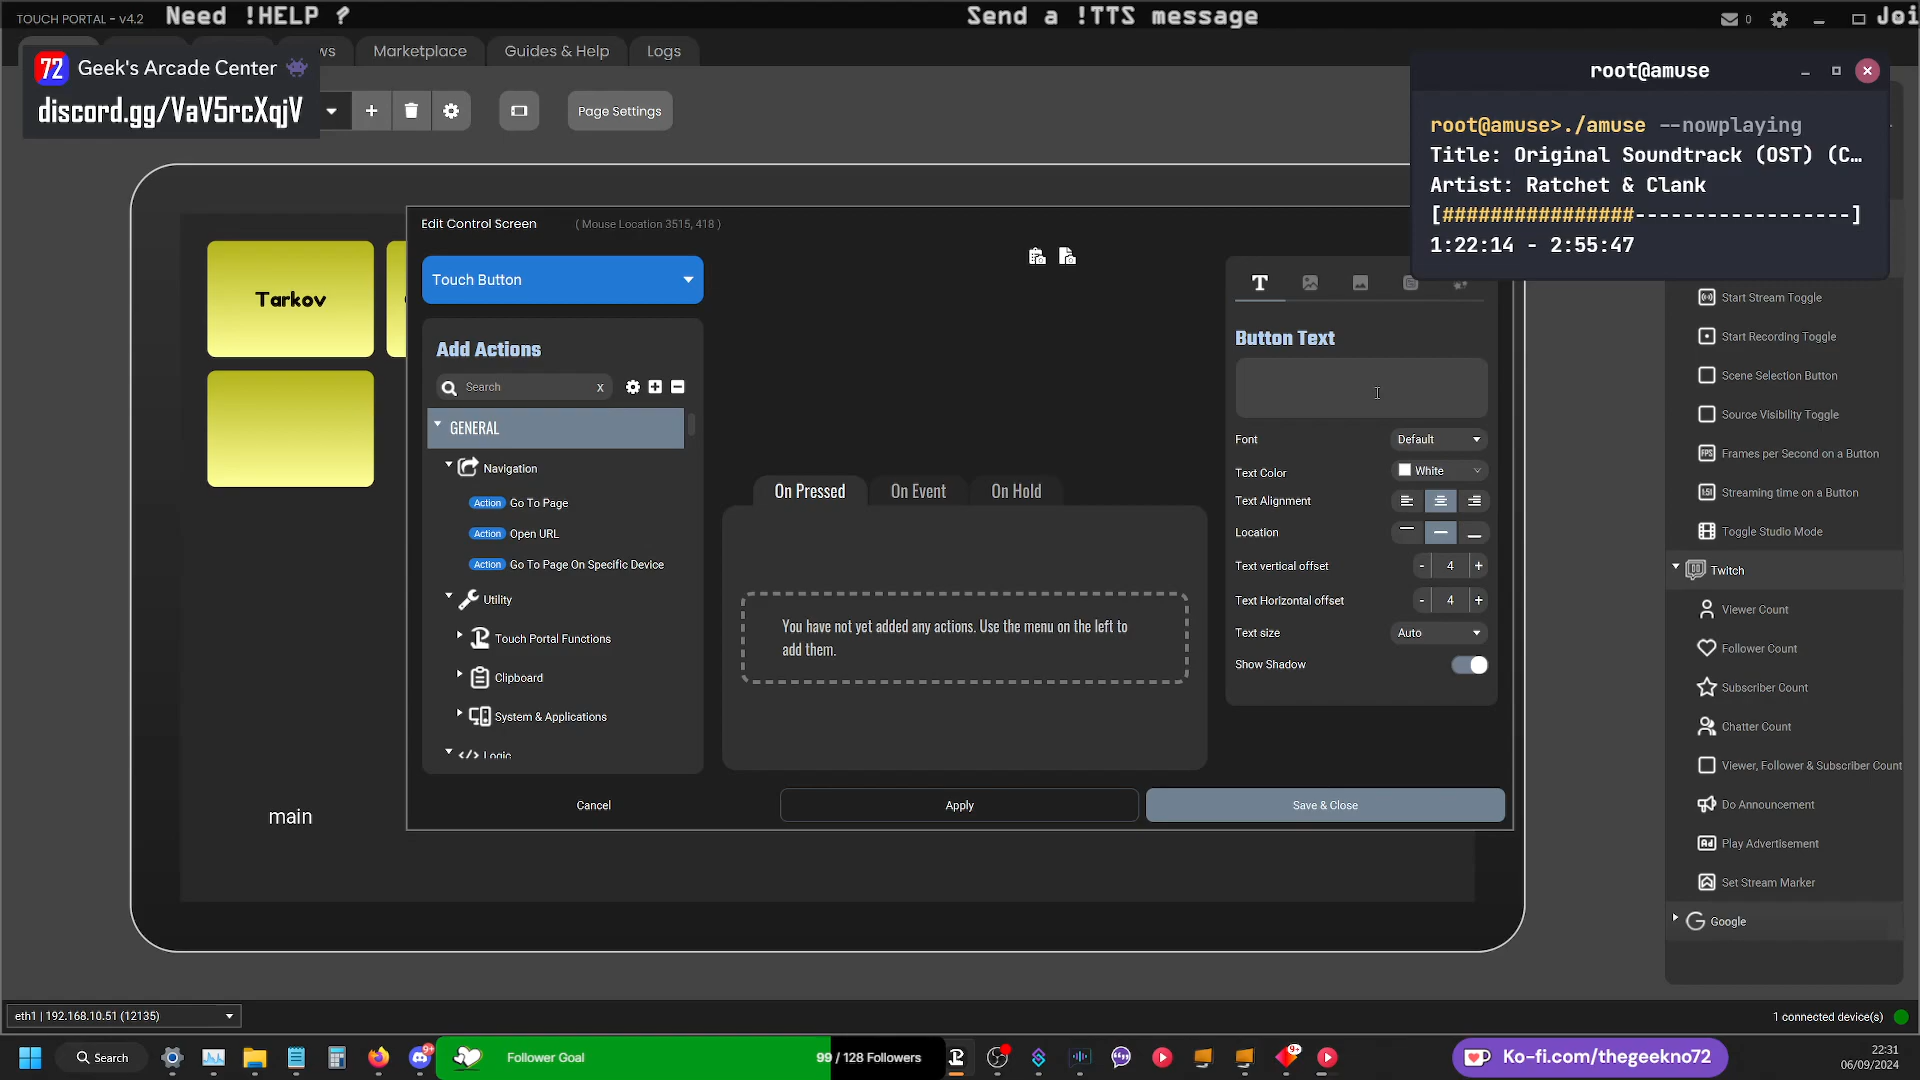 TOUCH PORTAL - v4.2
Need !HELP ?
Send a !TTS message
0
Joi
72 Geek's Arcade Center
discord.gg/VaV5rcXqjV
ws
Marketplace
Guides & Help
Logs
Page Settings
root@amuse
root@amuse>./amuse --nowplaying
Title: Original Soundtrack (OST) (C…
Artist: Ratchet & Clank
[################------------------]
1:22:14 - 2:55:47
Edit Control Screen
( Mouse Location 3515, 418 )
Touch Button
Tarkov
main
Add Actions
Search
x
GENERAL
Navigation
Action Go To Page
Action Open URL
Action Go To Page On Specific Device
Utility
Touch Portal Functions
Clipboard
System & Applications
Logic
On Pressed
On Event
On Hold
You have not yet added any actions. Use the menu on the left to
add them.
T
Button Text
Font
Default
Text Color
White
Text Alignment
Location
Text vertical offset
- 4 +
Text Horizontal offset
- 4 +
Text size
Auto
Show Shadow
Cancel
Apply
Save & Close
Start Stream Toggle
Start Recording Toggle
Scene Selection Button
Source Visibility Toggle
FPS Frames per Second on a Button
Streaming time on a Button
Toggle Studio Mode
Twitch
Viewer Count
Follower Count
Subscriber Count
Chatter Count
Viewer, Follower & Subscriber Count
Do Announcement
Ad Play Advertisement
Set Stream Marker
Google
eth1 | 192.168.10.51 (12135)
1 connected device(s)
Search
9+
Follower Goal
99 / 128 Followers
9+
Ko-fi.com/thegeekno72
22:31
06/09/2024